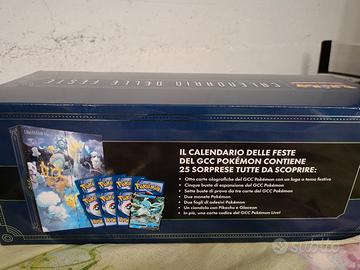 CALENDARIO DELLE FESTE
IL CALENDARIO DELLE FESTE
DEL GCC POKÉMON CONTIENE
25 SORPRESE TUTTE DA SCOPRIRE:
• Otto carte olografiche del GCC Pokémon con un logo a tema festivo
• Cinque buste di espansione del GCC Pokémon
• Sette buste di prova da tre carte del GCC Pokémon
• Due monete Pokémon
• Due fogli di adesivi Pokémon
• Un ciondolo con Pikachu e Glaceon
• In più, una carta codice del GCC Pokémon Live!
subito